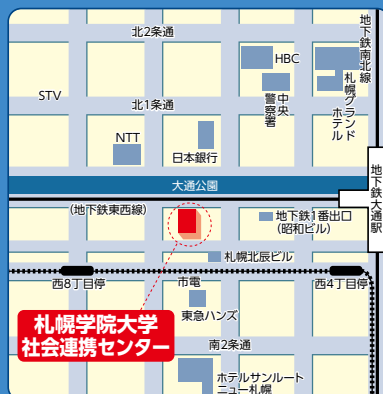 北2条通
地下鉄南北線
HBC
札幌グランド
ホテル
STV
北1条通
中央
警察署
NTT
日本銀行
大通公園
地下鉄大通駅
(地下鉄東西線)
地下鉄1番出口
(昭和ビル)
札幌北辰ビル
西8丁目停
市電
西4丁目停
東急ハンズ
札幌学院大学
社会連携センター
南2条通
ホテルサンルート
ニュー札幌